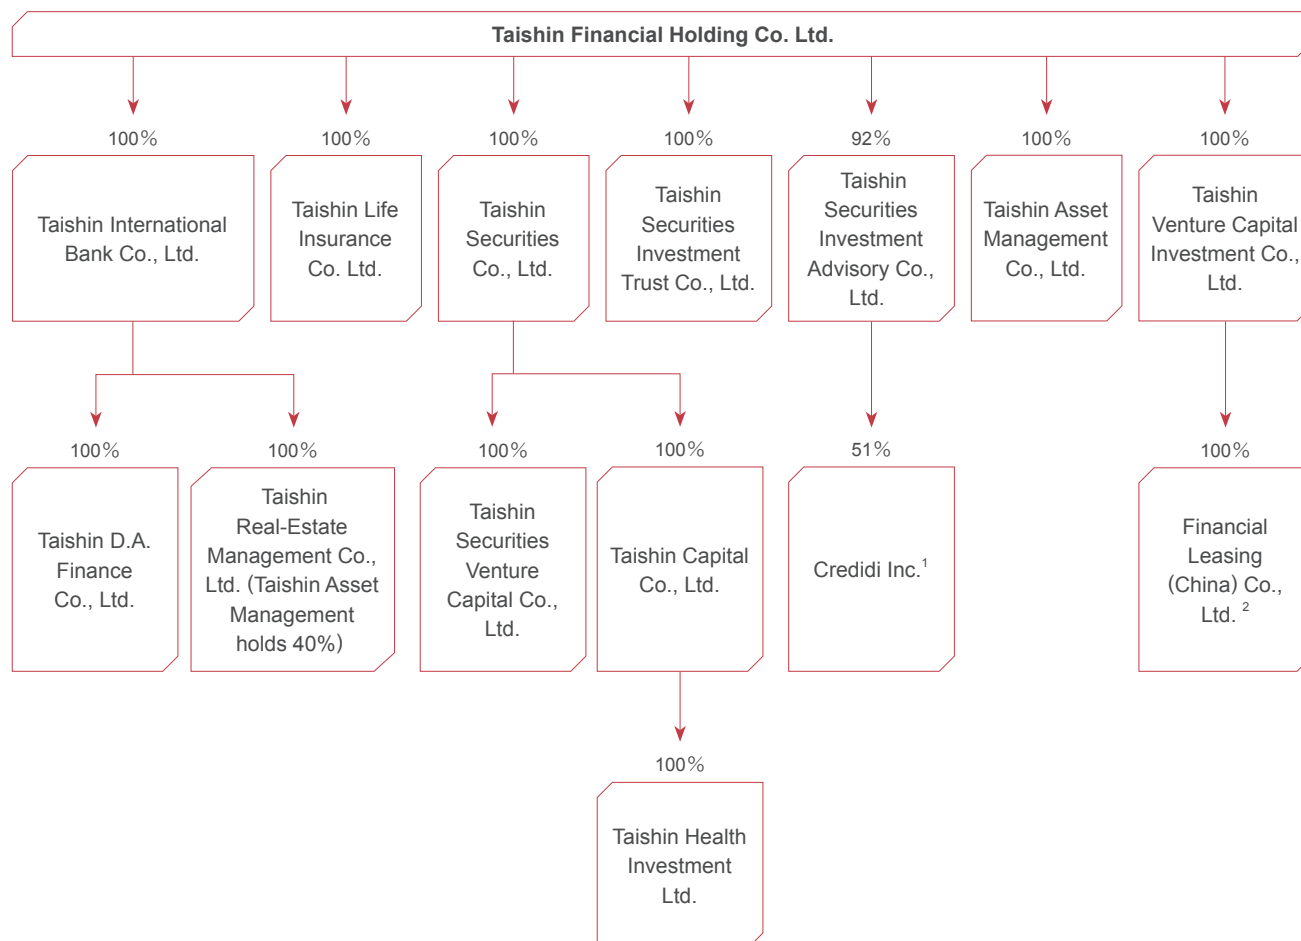 Taishin Financial Holding Co. Ltd.
100%
100%
100%
100%
92%
100%
100%
Taishin International
Bank Co., Ltd.
Taishin Life
Insurance
Co. Ltd.
Taishin
Securities
Co., Ltd.
Taishin
Securities
Investment
Trust Co., Ltd.
Taishin
Securities
Investment
Advisory Co.,
Ltd.
Taishin Asset
Management
Co., Ltd.
Taishin
Venture Capital
Investment Co.,
Ltd.
100%
100%
100%
100%
51%
100%
Taishin D.A.
Finance
Co., Ltd.
Taishin
Real-Estate
Management Co.,
Ltd. (Taishin Asset
Management
holds 40%)
Taishin
Securities
Venture
Capital Co.,
Ltd.
Taishin Capital
Co., Ltd.
Credidi Inc.¹
Financial
Leasing
(China) Co.,
Ltd. ²
100%
Taishin Health
Investment
Ltd.